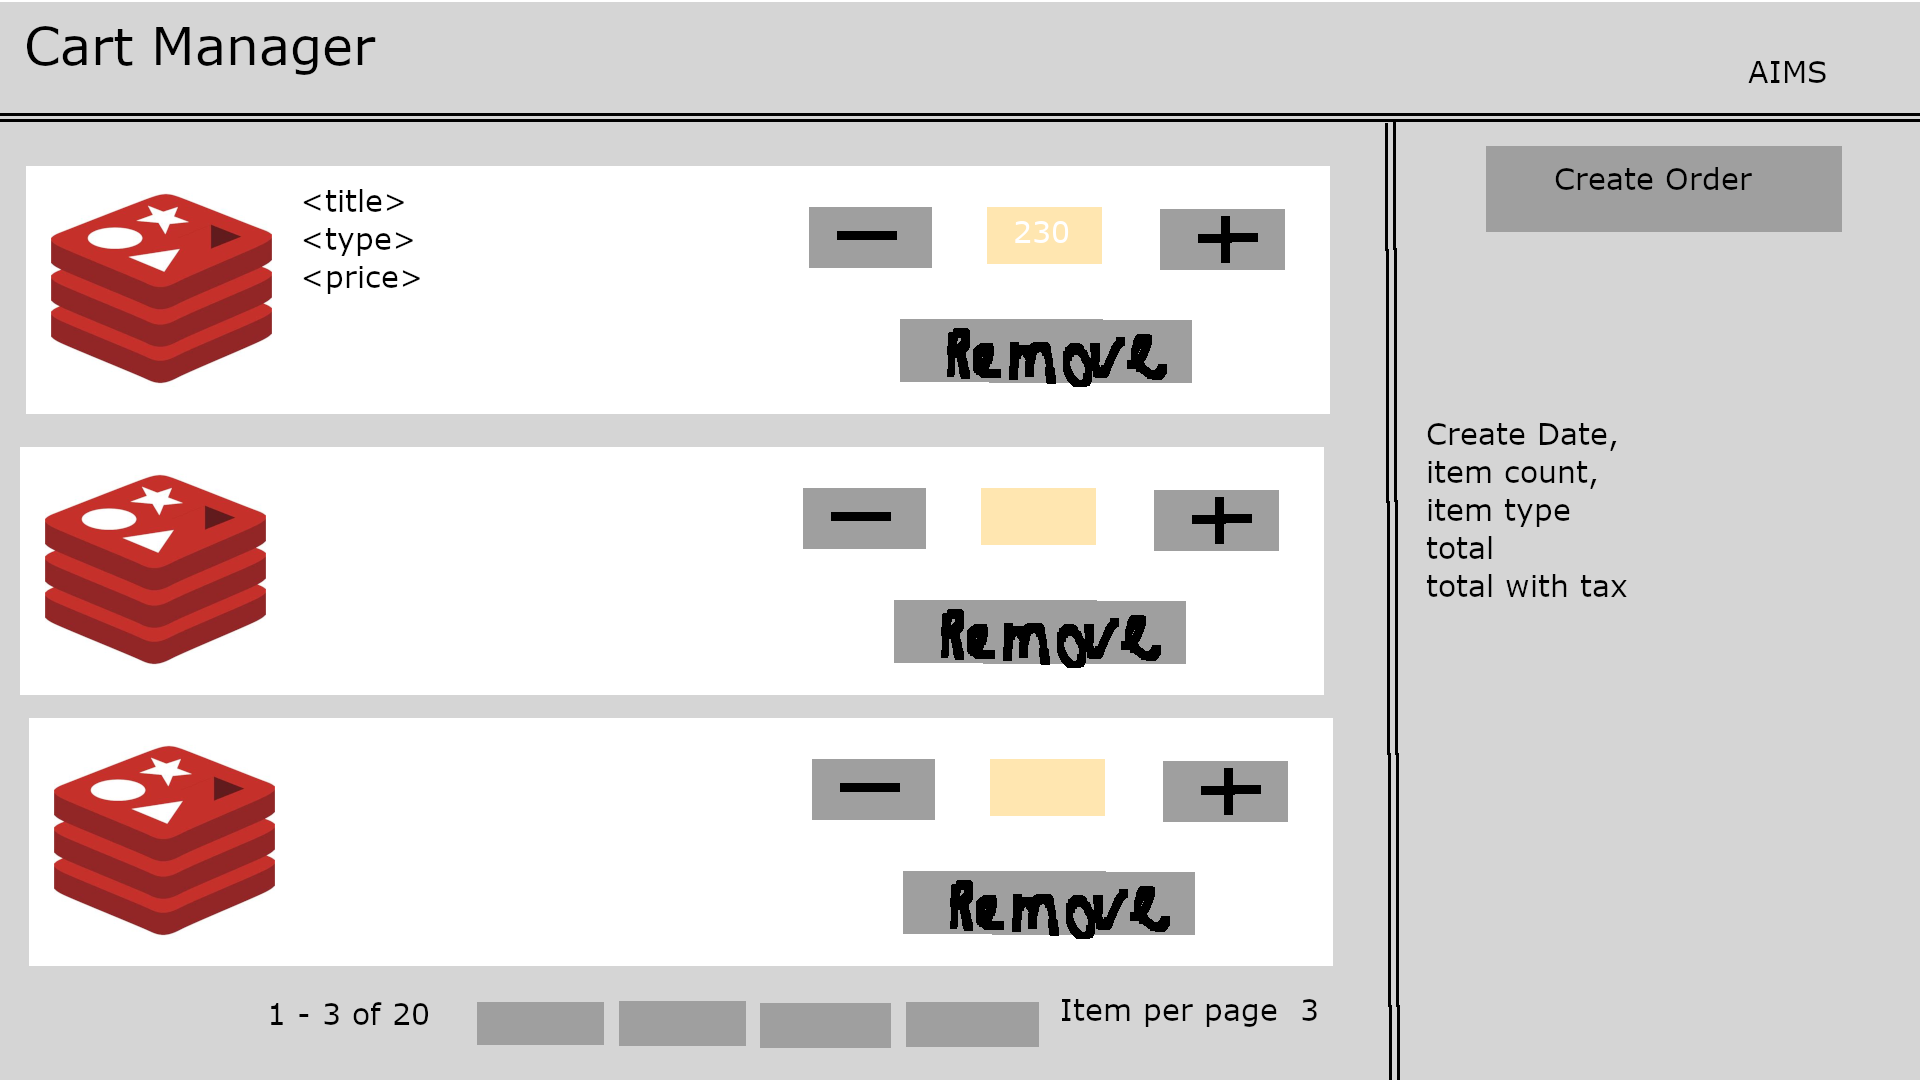 Cart Manager
AIMS
<title>
<type>
<price>
230
Remove
Remove
Remove
1 - 3 of 20
Item per page 3
Create Order
Create Date,
item count,
item type
total
total with tax